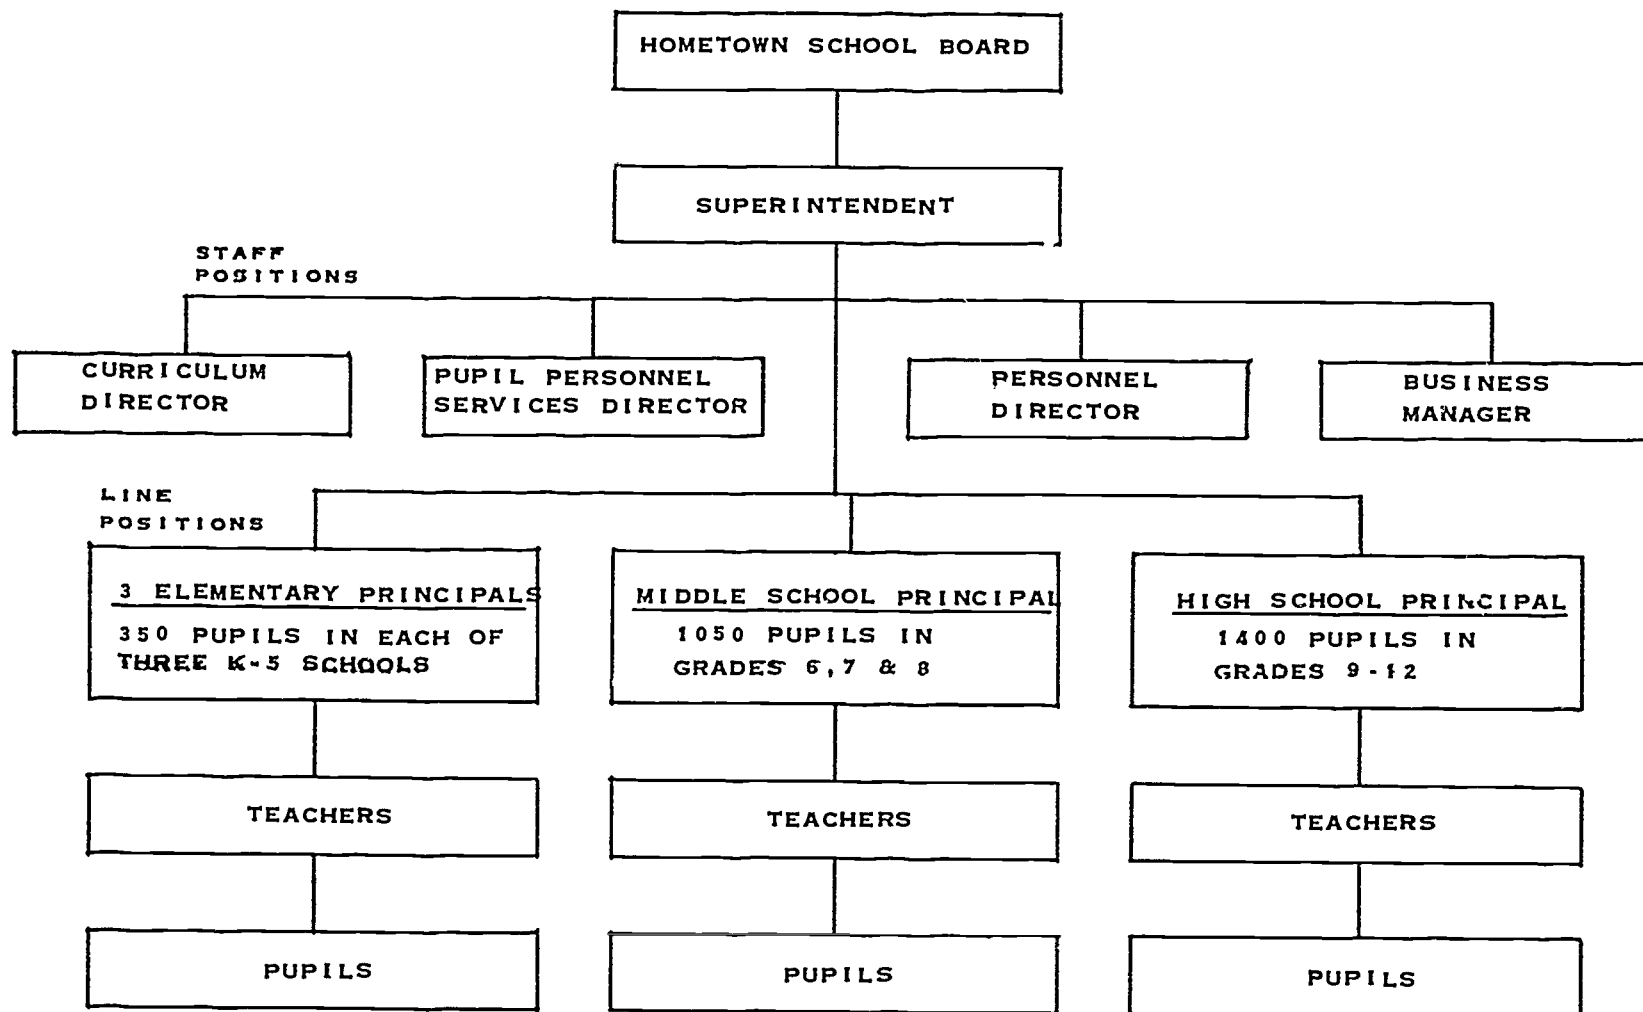 HOMETOWN SCHOOL BOARD
SUPERINTENDENT
STAFF
POSITIONS
CURRICULUM
DIRECTOR
PUPIL PERSONNEL
SERVICES DIRECTOR
PERSONNEL
DIRECTOR
BUSINESS
MANAGER
LINE
POSITIONS
3 ELEMENTARY PRINCIPALS
350 PUPILS IN EACH OF
THREE K-5 SCHOOLS
MIDDLE SCHOOL PRINCIPAL
1050 PUPILS IN
GRADES 6,7 & 8
HIGH SCHOOL PRINCIPAL
1400 PUPILS IN
GRADES 9-12
TEACHERS
TEACHERS
TEACHERS
PUPILS
PUPILS
PUPILS